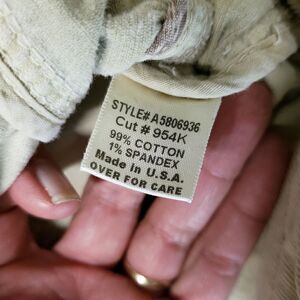 STYLE# A5806936
Cut # 954K
99% COTTON
1% SPANDEX
Made in U.S.A.
OVER FOR CARE